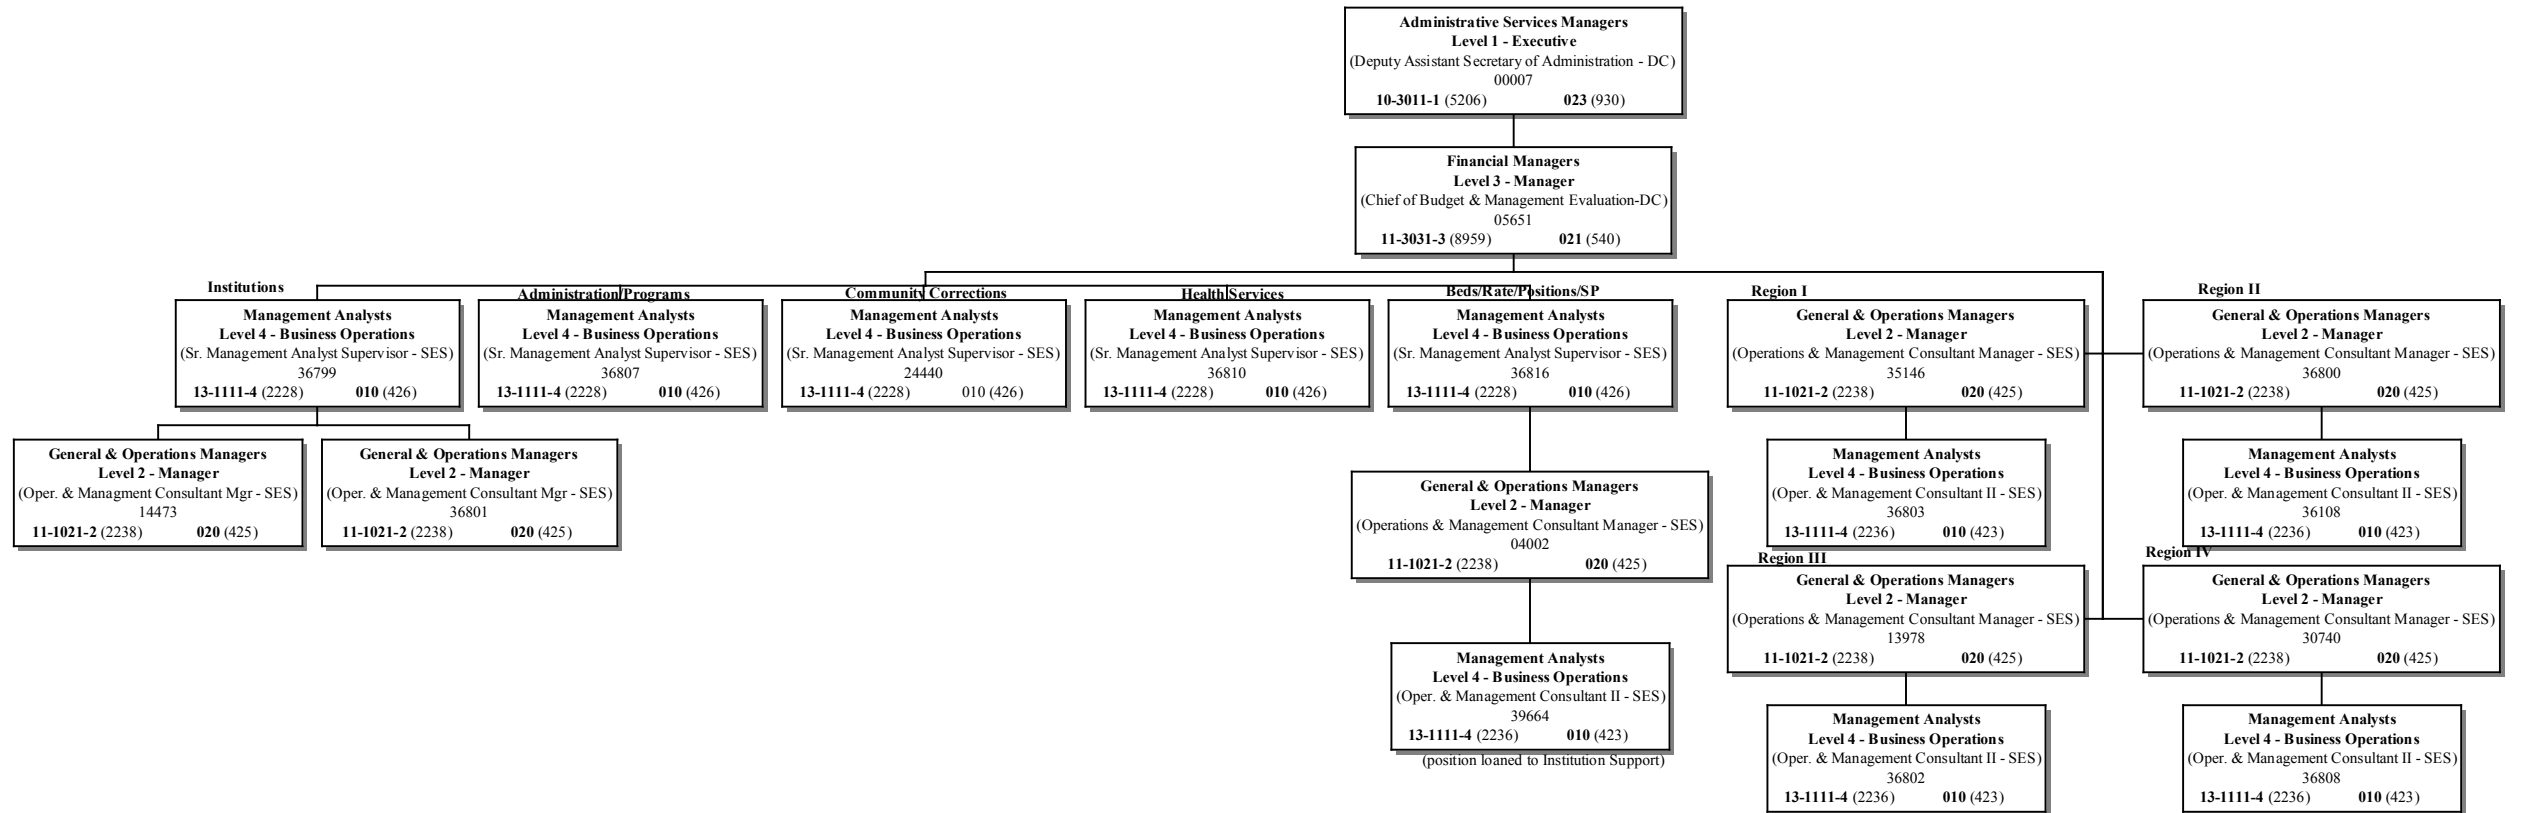 Administrative Services Managers
Level 1 - Executive
(Deputy Assistant Secretary of Administration - DC)
00007
10-3011-1 (5206) 023 (930)
Financial Managers
Level 3 - Manager
(Chief of Budget & Management Evaluation-DC)
05651
11-3031-3 (8959) 021 (540)
Institutions
Management Analysts
Level 4 - Business Operations
(Sr. Management Analyst Supervisor - SES)
36799
13-1111-4 (2228) 010 (426)
General & Operations Managers
Level 2 - Manager
(Oper. & Managment Consultant Mgr - SES)
14473
11-1021-2 (2238) 020 (425)
General & Operations Managers
Level 2 - Manager
(Oper. & Management Consultant Mgr - SES)
36801
11-1021-2 (2238) 020 (425)
Administration/Programs
Management Analysts
Level 4 - Business Operations
(Sr. Management Analyst Supervisor - SES)
36807
13-1111-4 (2228) 010 (426)
Community Corrections
Management Analysts
Level 4 - Business Operations
(Sr. Management Analyst Supervisor - SES)
24440
13-1111-4 (2228) 010 (426)
Health Services
Management Analysts
Level 4 - Business Operations
(Sr. Management Analyst Supervisor - SES)
36810
13-1111-4 (2228) 010 (426)
Beds/Rate/Positions/SP
Management Analysts
Level 4 - Business Operations
(Sr. Management Analyst Supervisor - SES)
36816
13-1111-4 (2228) 010 (426)
General & Operations Managers
Level 2 - Manager
(Operations & Management Consultant Manager - SES)
04002
11-1021-2 (2238) 020 (425)
Management Analysts
Level 4 - Business Operations
(Oper. & Management Consultant II - SES)
39664
13-1111-4 (2236) 010 (423)
(position loaned to Institution Support)
Region I
General & Operations Managers
Level 2 - Manager
(Operations & Management Consultant Manager - SES)
35146
11-1021-2 (2238) 020 (425)
Management Analysts
Level 4 - Business Operations
(Oper. & Management Consultant II - SES)
36803
13-1111-4 (2236) 010 (423)
Region II
General & Operations Managers
Level 2 - Manager
(Operations & Management Consultant Manager - SES)
36800
11-1021-2 (2238) 020 (425)
Management Analysts
Level 4 - Business Operations
(Oper. & Management Consultant II - SES)
36108
13-1111-4 (2236) 010 (423)
Region III
General & Operations Managers
Level 2 - Manager
(Operations & Management Consultant Manager - SES)
13978
11-1021-2 (2238) 020 (425)
Management Analysts
Level 4 - Business Operations
(Oper. & Management Consultant II - SES)
36802
13-1111-4 (2236) 010 (423)
Region IV
General & Operations Managers
Level 2 - Manager
(Operations & Management Consultant Manager - SES)
30740
11-1021-2 (2238) 020 (425)
Management Analysts
Level 4 - Business Operations
(Oper. & Management Consultant II - SES)
36808
13-1111-4 (2236) 010 (423)